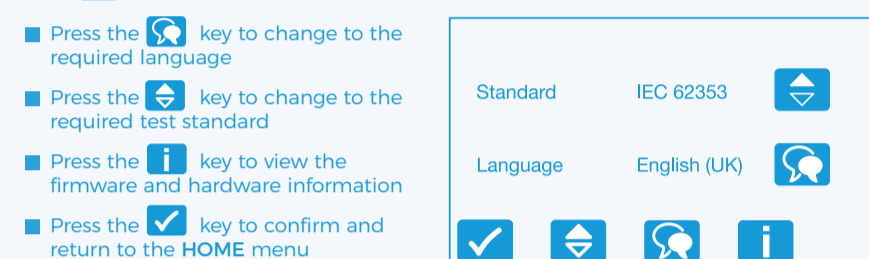 Press the key to change to the
required language
Press the key to change to the
required test standard
Press the i key to view the
firmware and hardware information
Press the key to confirm and
return to the HOME menu
Standard IEC 62353
Language English (UK)
i